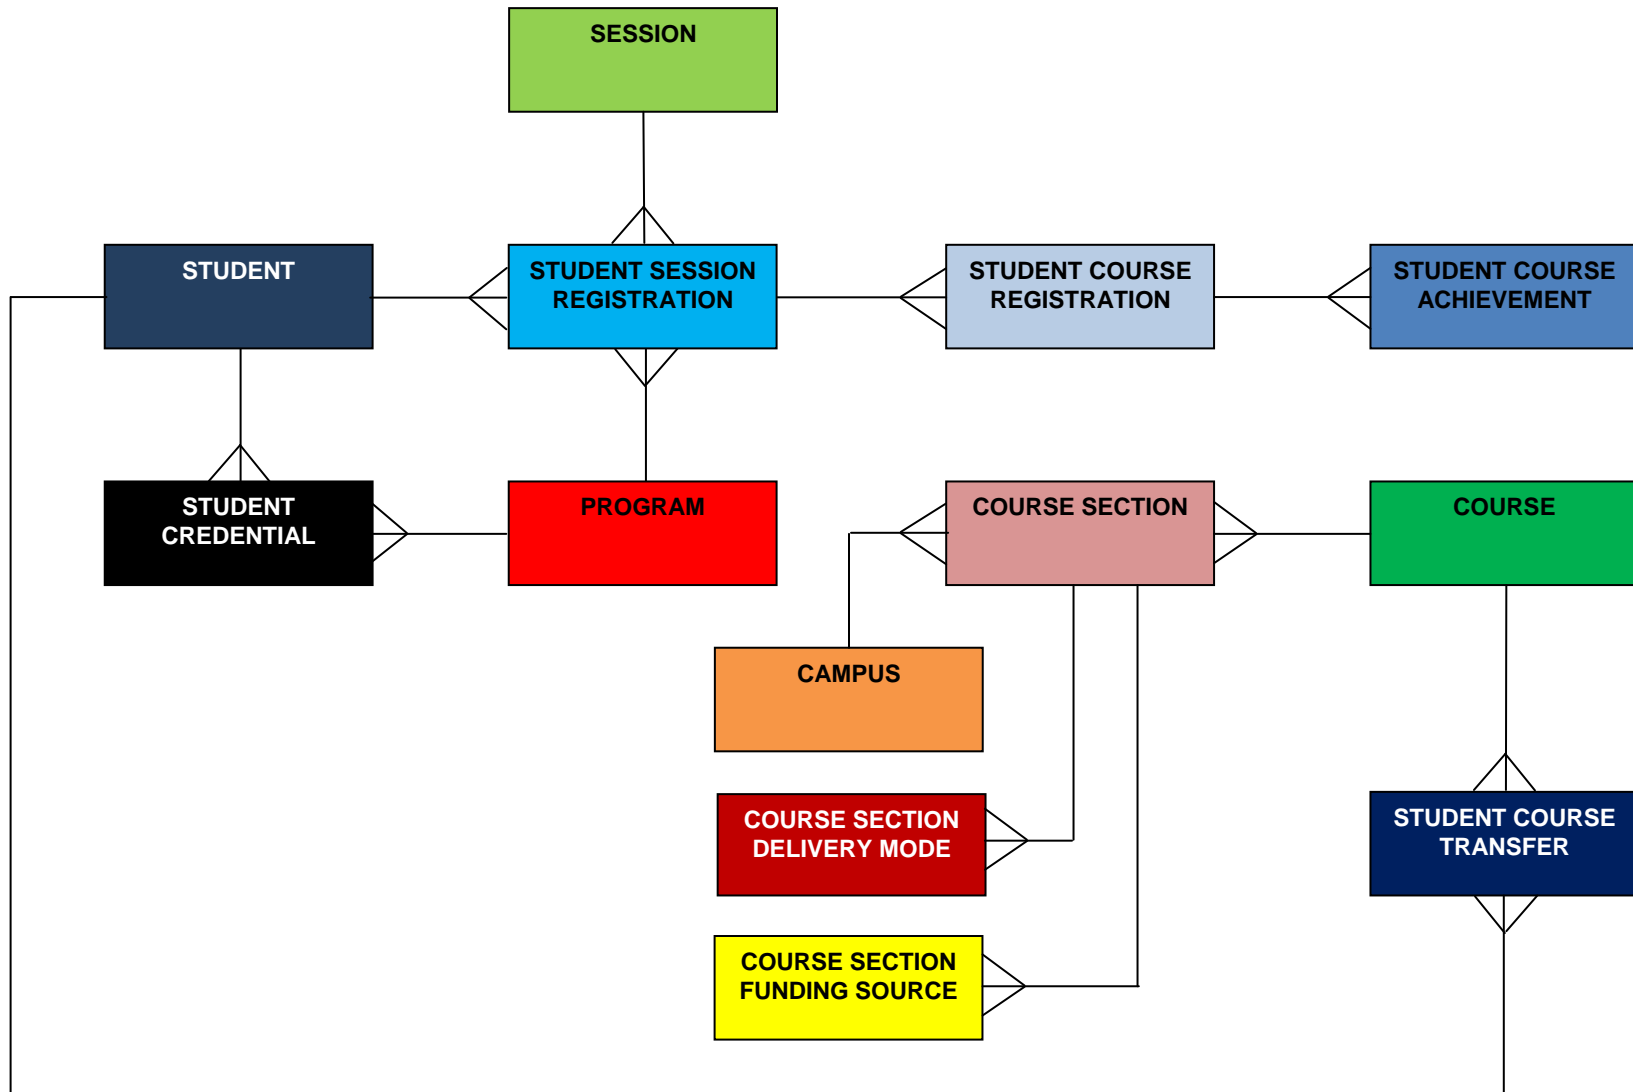 SESSION
STUDENT
STUDENT SESSION
REGISTRATION
STUDENT COURSE
REGISTRATION
STUDENT COURSE
ACHIEVEMENT
STUDENT
CREDENTIAL
PROGRAM
COURSE SECTION
COURSE
CAMPUS
COURSE SECTION
DELIVERY MODE
STUDENT COURSE
TRANSFER
COURSE SECTION
FUNDING SOURCE